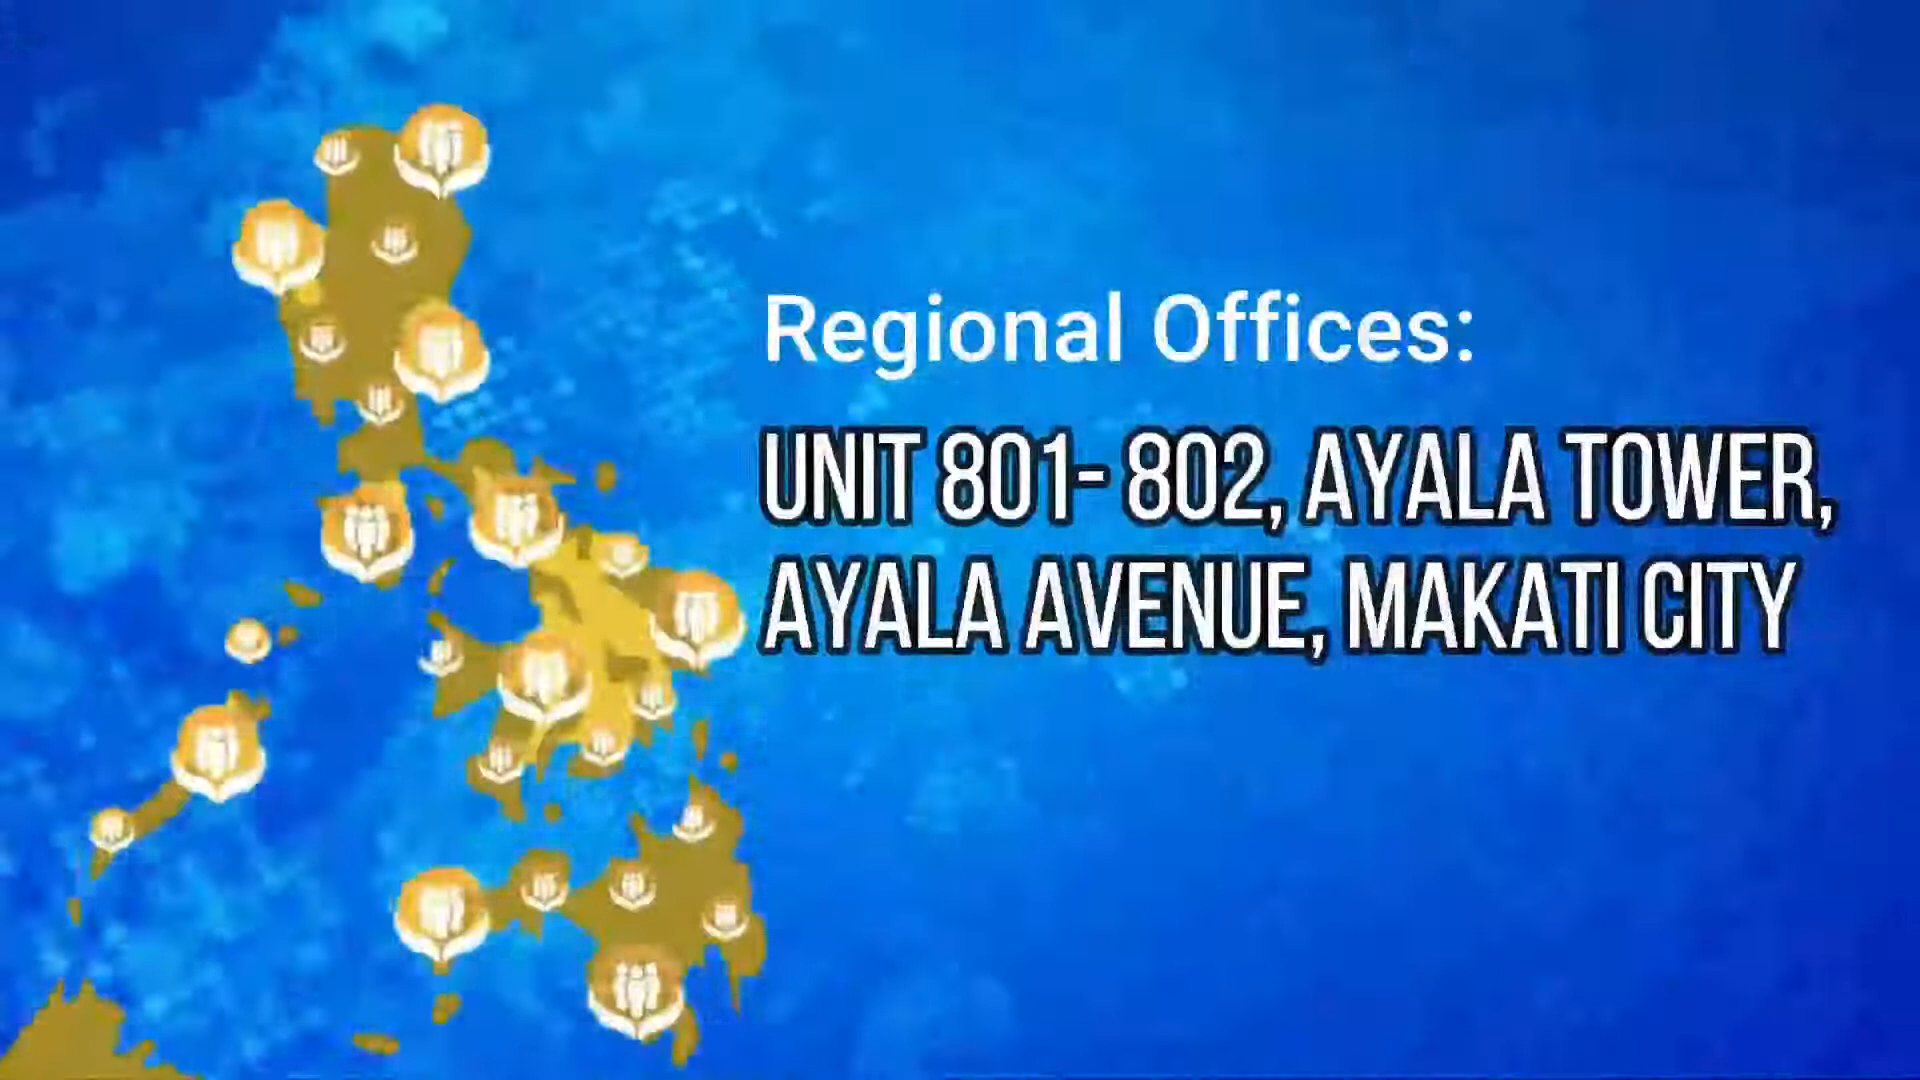 Regional Offices:
UNIT 801- 802, AYALA TOWER,
AYALA AVENUE, MAKATI CITY